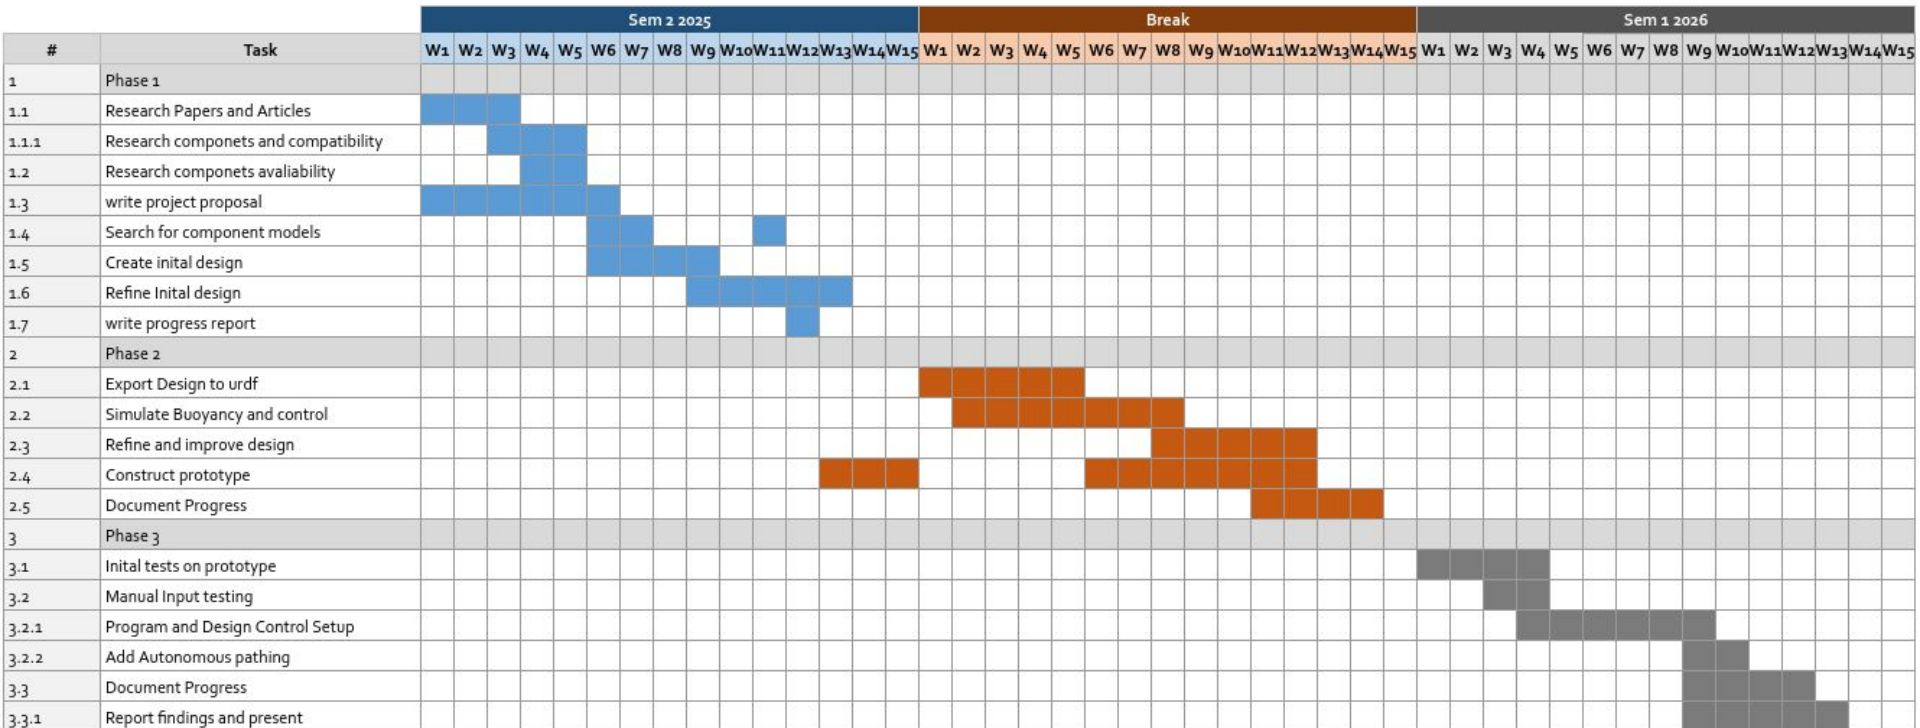 Sem 2 2025 Break Sem 1 2026
# Task W1 W2 W3 W4 W5 W6 W7 W8 W9 W10 W11 W12 W13 W14 W15 W1 W2 W3 W4 W5 W6 W7 W8 W9 W10 W11 W12 W13 W14 W15 W1 W2 W3 W4 W5 W6 W7 W8 W9 W10 W11 W12 W13 W14 W15
1 Phase 1
1.1 Research Papers and Articles
1.1.1 Research componets and compatibility
1.2 Research componets avaliability
1.3 write project proposal
1.4 Search for component models
1.5 Create inital design
1.6 Refine Inital design
1.7 write progress report
2 Phase 2
2.1 Export Design to urdf
2.2 Simulate Buoyancy and control
2.3 Refine and improve design
2.4 Construct prototype
2.5 Document Progress
3 Phase 3
3.1 Inital tests on prototype
3.2 Manual Input testing
3.2.1 Program and Design Control Setup
3.2.2 Add Autonomous pathing
3.3 Document Progress
3.3.1 Report findings and present